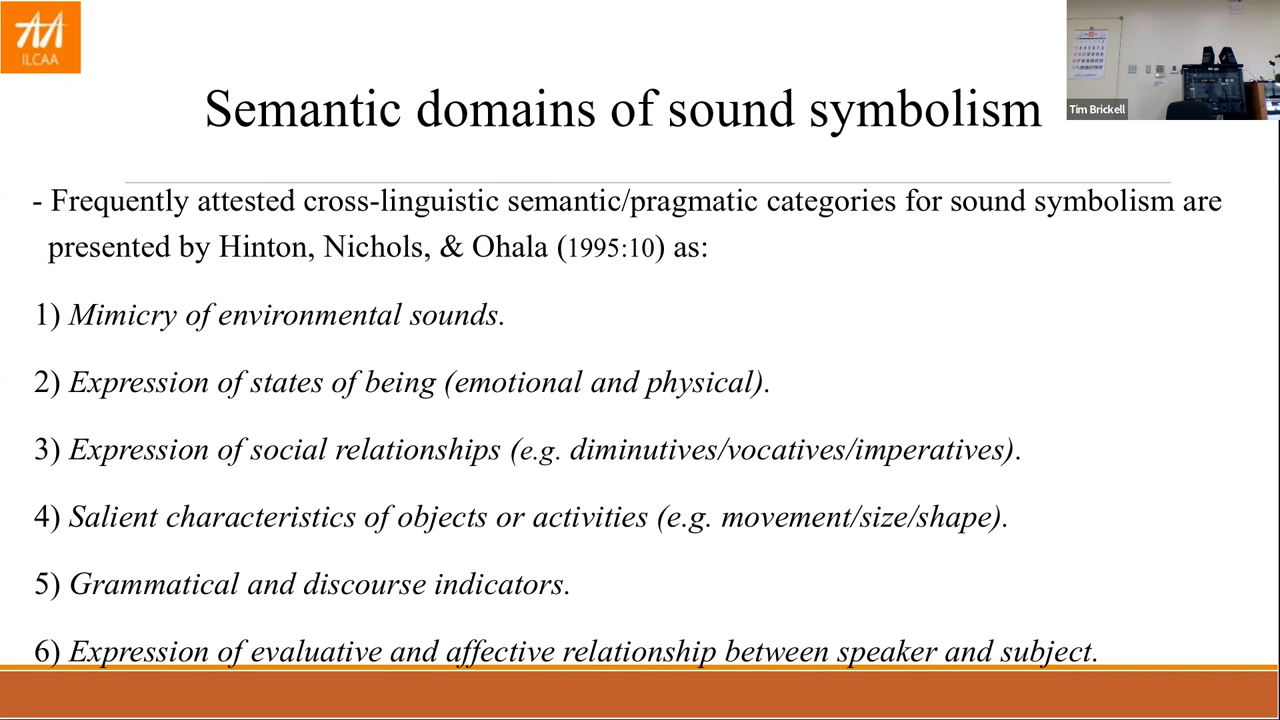 ILCAA
Semantic domains of sound symbolism
Tim Brickell
- Frequently attested cross-linguistic semantic/pragmatic categories for sound symbolism are
presented by Hinton, Nichols, & Ohala (1995:10) as:
1) Mimicry of environmental sounds.
2) Expression of states of being (emotional and physical).
3) Expression of social relationships (e.g. diminutives/vocatives/imperatives).
4) Salient characteristics of objects or activities (e.g. movement/size/shape).
5) Grammatical and discourse indicators.
6) Expression of evaluative and affective relationship between speaker and subject.